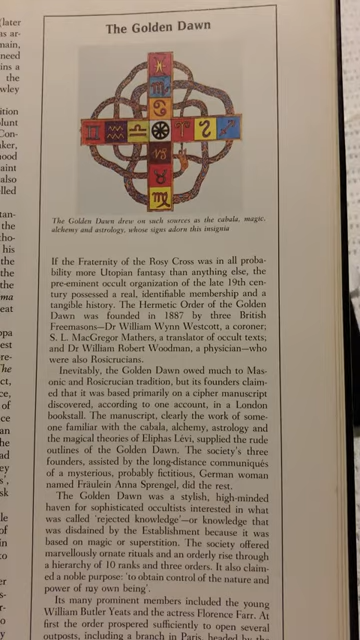 The Golden Dawn
The Golden Dawn drew on such sources as the cabala, magic,
alchemy and astrology, whose signs adorn this insignia
If the Fraternity of the Rosy Cross was in all proba-
bility more Utopian fantasy than anything else, the
pre-eminent occult organization of the late 19th cen-
tury possessed a real, identifiable membership and a
tangible history. The Hermetic Order of the Golden
Dawn was founded in 1887 by three British
Freemasons—Dr William Wynn Westcott, a coroner;
S. L. MacGregor Mathers, a translator of occult texts;
and Dr William Robert Woodman, a physician—who
were also Rosicrucians.
Inevitably, the Golden Dawn owed much to Mas-
onic and Rosicrucian tradition, but its founders claim-
ed that it was based primarily on a cipher manuscript
discovered, according to one account, in a London
bookstall. The manuscript, clearly the work of some-
one familiar with the cabala, alchemy, astrology and
the magical theories of Eliphas Lévi, supplied the rude
outlines of the Golden Dawn. The society's three
founders, assisted by the long-distance communiqués
of a mysterious, probably fictitious, German woman
named Fräulein Anna Sprengel, did the rest.
The Golden Dawn was a stylish, high-minded
haven for sophisticated occultists interested in what
was called 'rejected knowledge'—or knowledge that
was disdained by the Establishment because it was
based on magic or superstition. The society offered
marvellously ornate rituals and an orderly rise through
a hierarchy of 10 ranks and three orders. It also claim-
ed a noble purpose: 'to obtain control of the nature and
power of my own being'.
Its many prominent members included the young
William Butler Yeats and the actress Florence Farr. At
first the order prospered sufficiently to open several
outposts, including a branch in Paris, headed by the